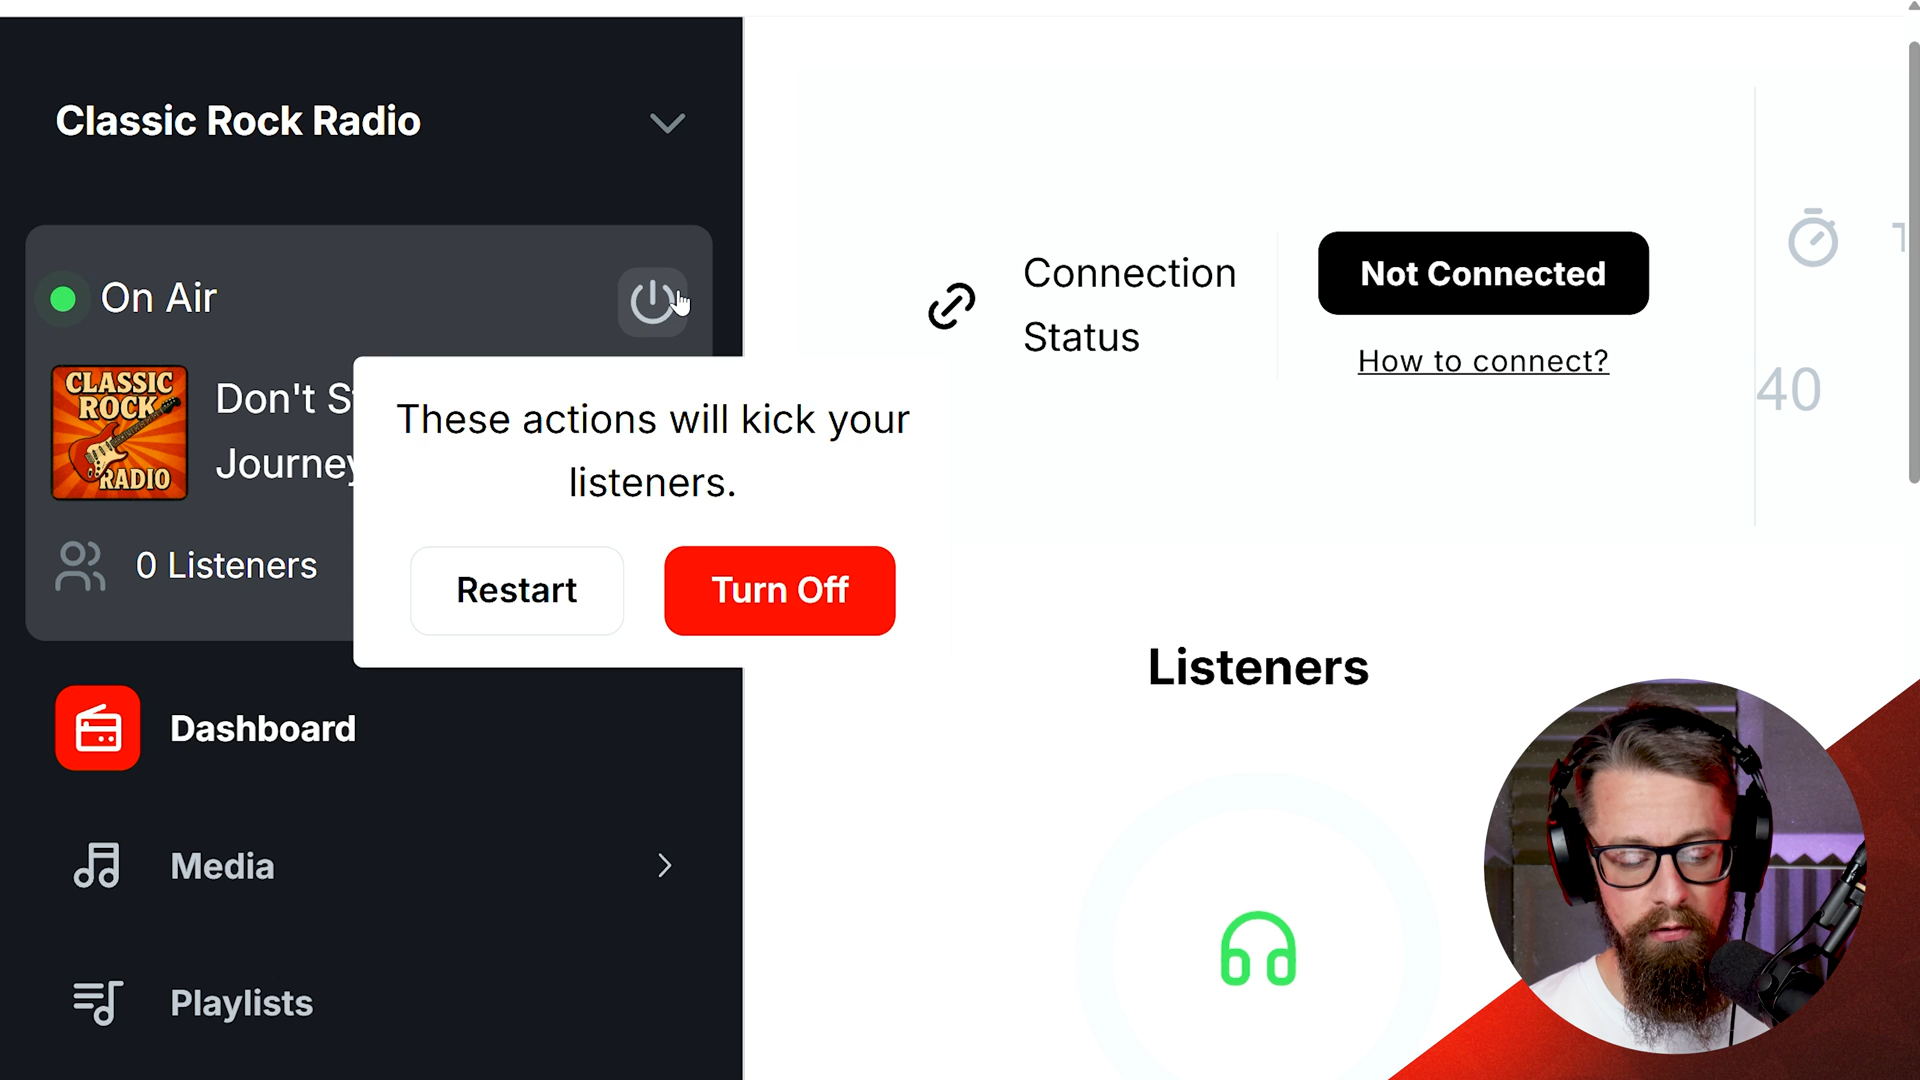 Classic Rock Radio
On Air
CLASSIC
ROCK
RADIO
Don't S
Journey
0 Listeners
These actions will kick your
listeners.
Restart
Turn Off
Dashboard
Media
Playlists
Connection
Status
Not Connected
How to connect?
40
Listeners